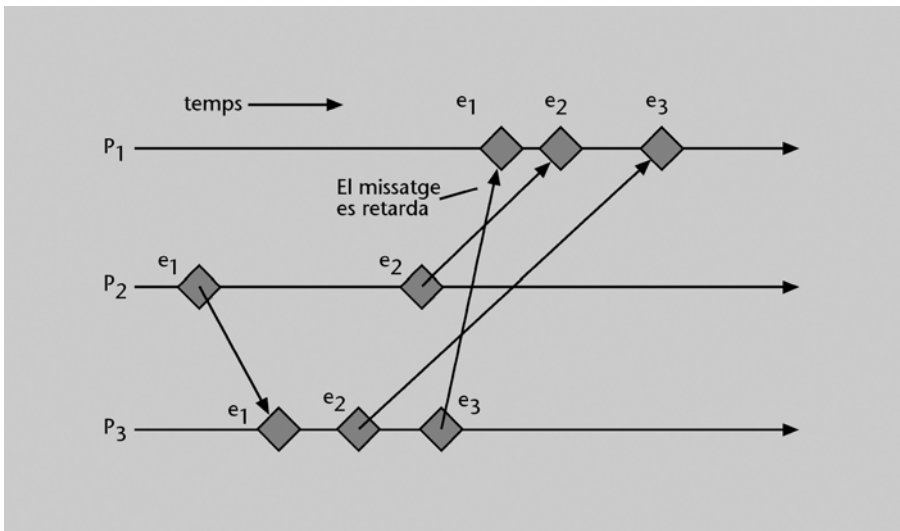 temps
e1 e2 e3
P1
El missatge
es retarda
e1 e2
P2
e1 e2 e3
P3